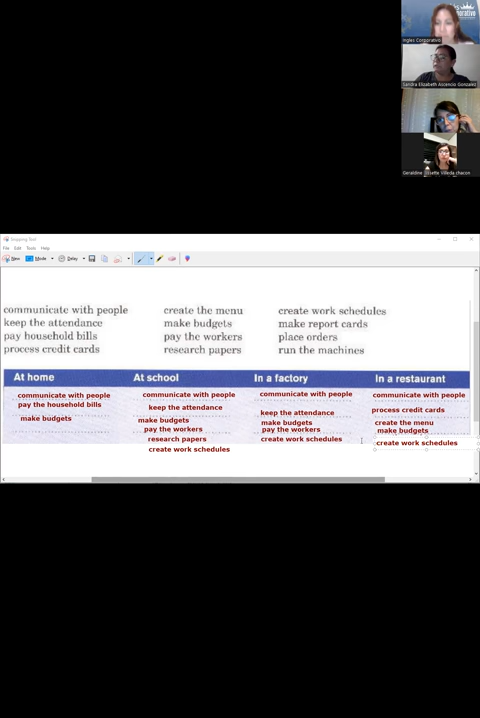 Inglés Corporativo
Sandra Elizabeth Ascencio Gonzalez
Geraldine Lissette Villeda chacon
Snipping Tool
File Edit Tools Help
New Mode Delay
communicate with people create the menu create work schedules
keep the attendance make budgets make report cards
pay household bills pay the workers place orders
process credit cards research papers run the machines
At home At school In a factory In a restaurant
communicate with people communicate with people communicate with people communicate with people
pay the household bills keep the attendance keep the attendance process credit cards
make budgets make budgets make budgets create the menu
pay the workers pay the workers make budgets
research papers create work schedules create work schedules
create work schedules